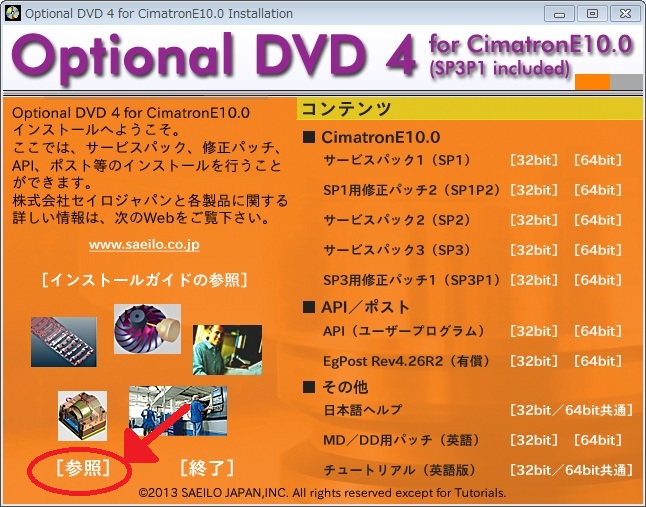 Optional DVD 4 for CimatronE10.0 Installation
Optional DVD 4 for CimatronE10.0
(SP3P1 included)
Optional DVD 4 for CimatronE10.0
インストールへようこそ。
ここでは、サービスパック、修正パッチ、
API、ポスト等のインストールを行うこと
ができます。
株式会社セイロジャパンと各製品に関する
詳しい情報は、次のWebをご覧下さい。
www.saeilo.co.jp
[インストールガイドの参照]
[参照] [終了]
コンテンツ
■ CimatronE10.0
サービスパック1（SP1） [32bit] [64bit]
SP1用修正パッチ2（SP1P2） [32bit] [64bit]
サービスパック2（SP2） [32bit] [64bit]
サービスパック3（SP3） [32bit] [64bit]
SP3用修正パッチ1（SP3P1） [32bit] [64bit]
■ API／ポスト
API（ユーザープログラム） [32bit] [64bit]
EgPost Rev4.26R2（有償） [32bit] [64bit]
■ その他
日本語ヘルプ [32bit／64bit共通]
MD／DD用パッチ（英語） [32bit] [64bit]
チュートリアル（英語版） [32bit／64bit共通]
©2013 SAEILO JAPAN,INC. All rights reserved except for Tutorials.